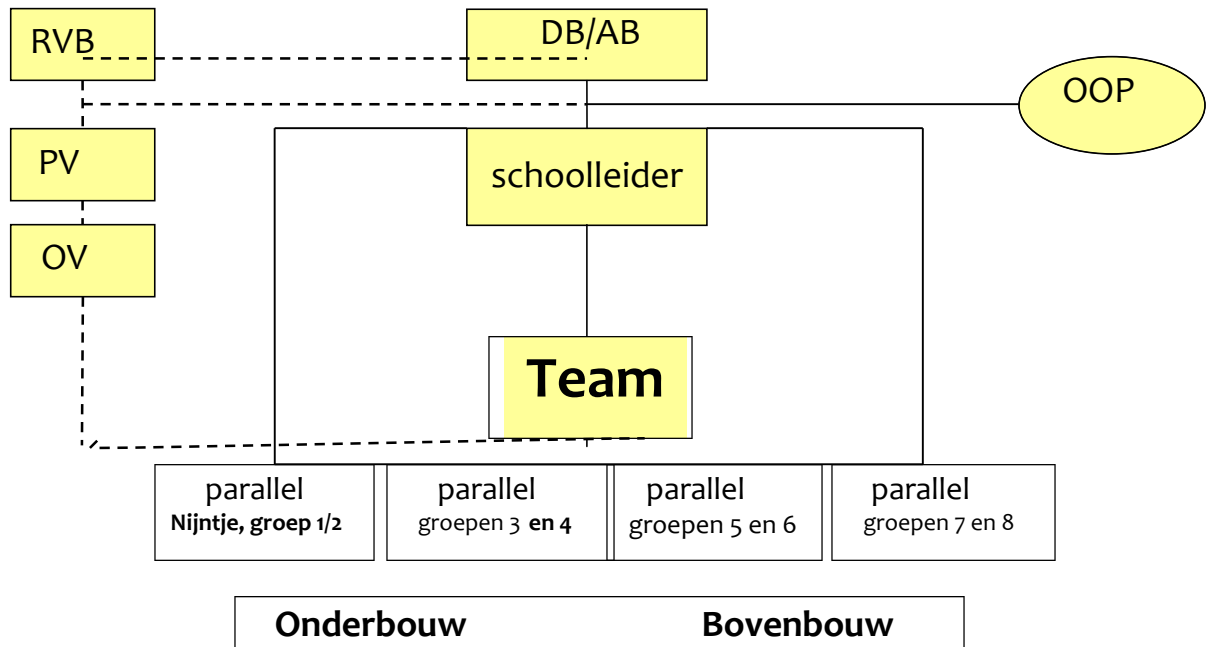 RVB
DB/AB
OOP
PV
schoolleider
OV
Team
parallel
Nijntje, groep 1/2
parallel
groepen 3 en 4
parallel
groepen 5 en 6
parallel
groepen 7 en 8
Onderbouw
Bovenbouw